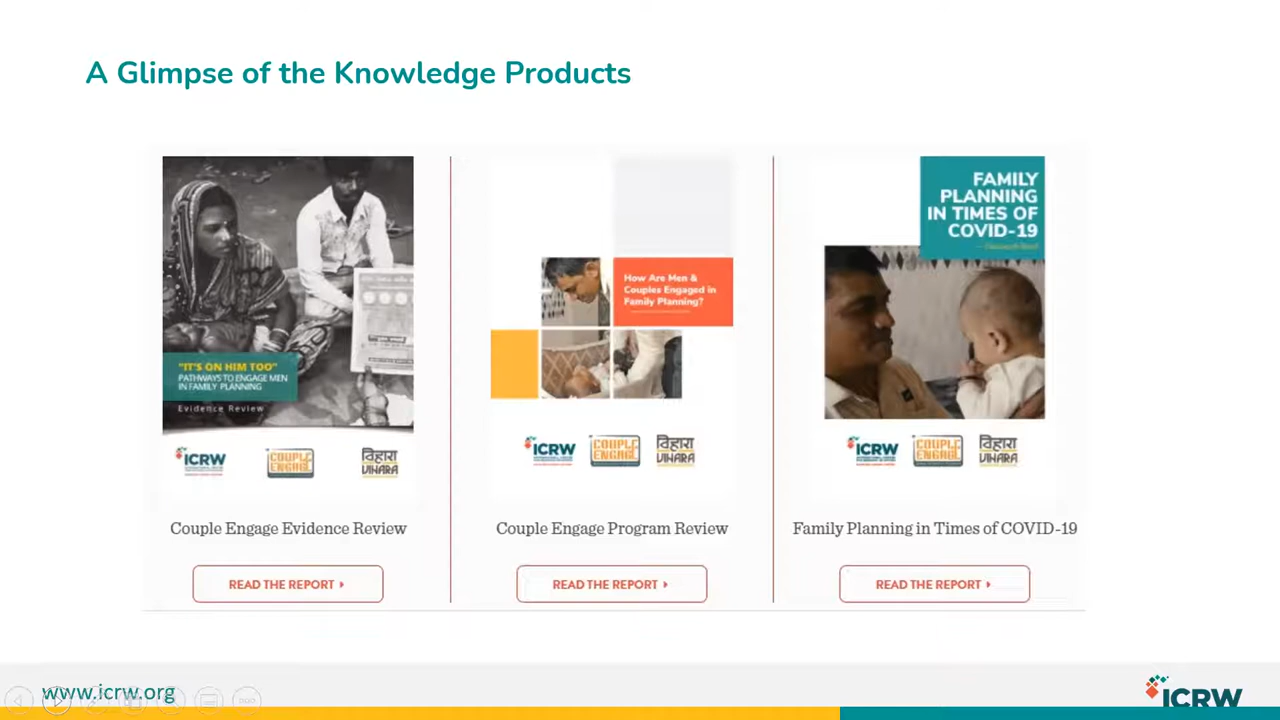 A Glimpse of the Knowledge Products
"IT'S ON HIM TOO"
PATHWAYS TO ENGAGE MEN
IN FAMILY PLANNING
Evidence Review
ICRW
COUPLE
ENGAGE
विहारा
VIHARA
Couple Engage Evidence Review
READ THE REPORT
How Are Men &
Couples Engaged in
Family Planning?
ICRW
COUPLE
ENGAGE
विहारा
VIHARA
Couple Engage Program Review
READ THE REPORT
FAMILY
PLANNING
IN TIMES OF
COVID-19
ICRW
COUPLE
ENGAGE
विहारा
VIHARA
Family Planning in Times of COVID-19
READ THE REPORT
www.icrw.org
ICRW